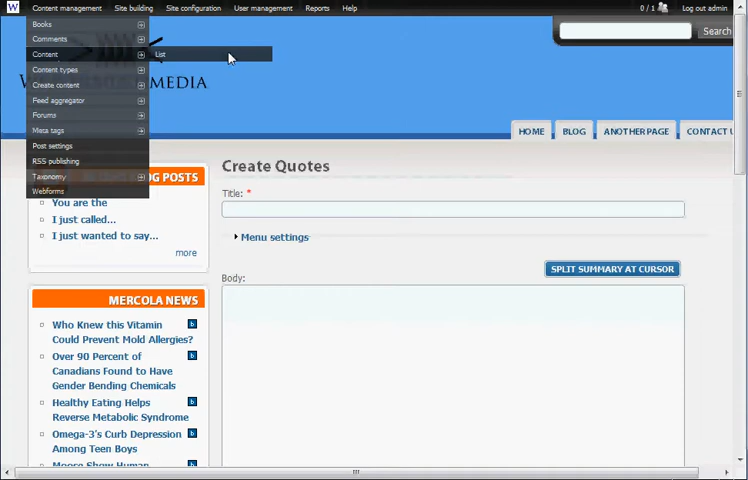 W Content management Site building Site configuration User management Reports Help 0 / 1 Log out admin
Books
Comments
Content List
Content types
Create content
Feed aggregator
Forums
Meta tags
Post settings
RSS publishing
Taxonomy
Webforms
W
MEDIA
Search
HOME BLOG ANOTHER PAGE CONTACT U
POSTS
You are the
I just called...
I just wanted to say...
more
MERCOLA NEWS
Who Knew this Vitamin
Could Prevent Mold Allergies?
Over 90 Percent of
Canadians Found to Have
Gender Bending Chemicals
Healthy Eating Helps
Reverse Metabolic Syndrome
Omega-3's Curb Depression
Among Teen Boys
Moose Show Human
Create Quotes
Title: *
Menu settings
SPLIT SUMMARY AT CURSOR
Body: